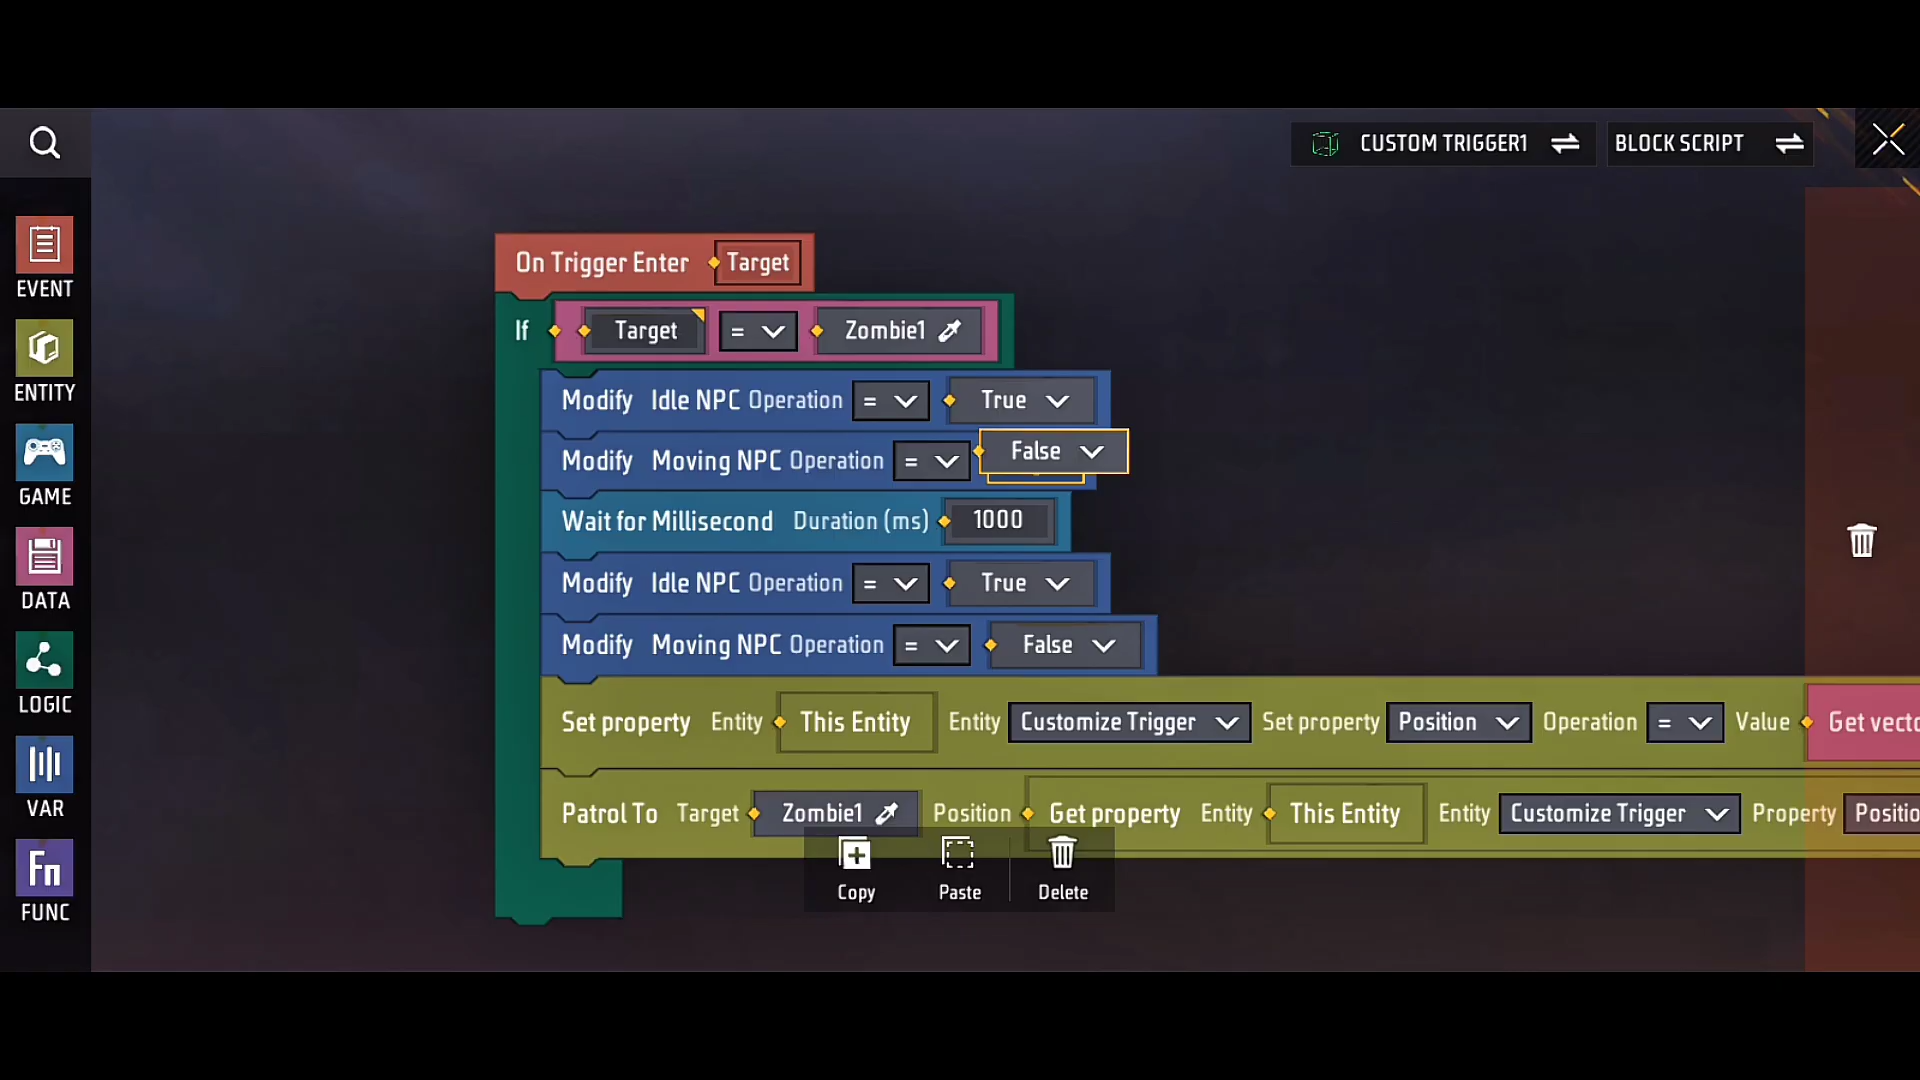 CUSTOM TRIGGER1 BLOCK SCRIPT
EVENT
ENTITY
GAME
DATA
LOGIC
VAR
Fn
FUNC
On Trigger Enter Target
If Target = Zombie1
Modify Idle NPC Operation = True
Modify Moving NPC Operation = False
Wait for Millisecond Duration (ms) 1000
Modify Idle NPC Operation = True
Modify Moving NPC Operation = False
Set property Entity This Entity Entity Customize Trigger Set property Position Operation = Value Get vecto
Patrol To Target Zombie1 Position Get property Entity This Entity Entity Customize Trigger Property Positio
Copy Paste Delete